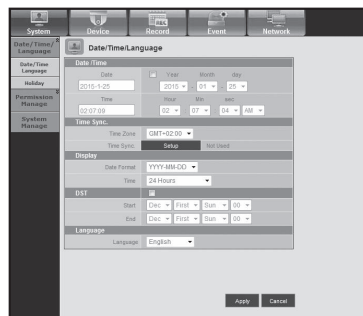 System Device Record Event Network
REC
Date/Time/
Language
Date/Time
Language
Holiday
Permission
Manage
System
Manage
Date/Time/Language
Date /Time
Date Year Month day
2015-1-25 2015 - 01 - 25
Time Hour Min sec
02:07:09 02 : 07 : 04 AM
Time Sync.
Time Zone GMT+02:00
Time Sync. Setup Not Used
Display
Date Format YYYY-MM-DD
Time 24 Hours
DST
Start Dec First Sun 00
End Dec First Sun 00
Language
Language English
Apply Cancel